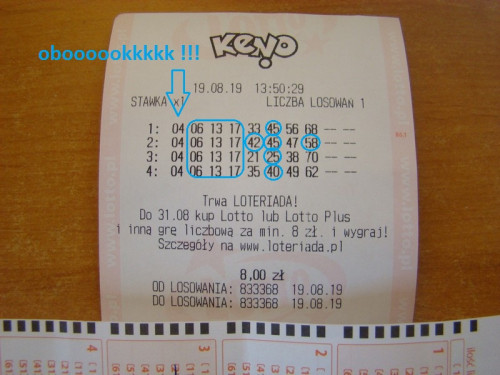 oboooookkkkk !!!
KENO
19.08.19 13:50:29
STAWKA x1 LICZBA LOSOWAŃ 1
1: 04 06 13 17 33 45 56 68 -- --
2: 04 06 13 17 42 45 47 58 -- --
3: 04 06 13 17 21 25 38 70 -- --
4: 04 06 13 17 35 40 49 62 -- --
Trwa LOTERIADA!
Do 31.08 kup Lotto lub Lotto Plus
i inną grę liczbową za min. 8 zł. i wygraj!
Szczegóły na www.loteriada.pl
8,00 zł
OD LOSOWANIA: 833368 19.08.19
DO LOSOWANIA: 833368 19.08.19
4 3 2 1